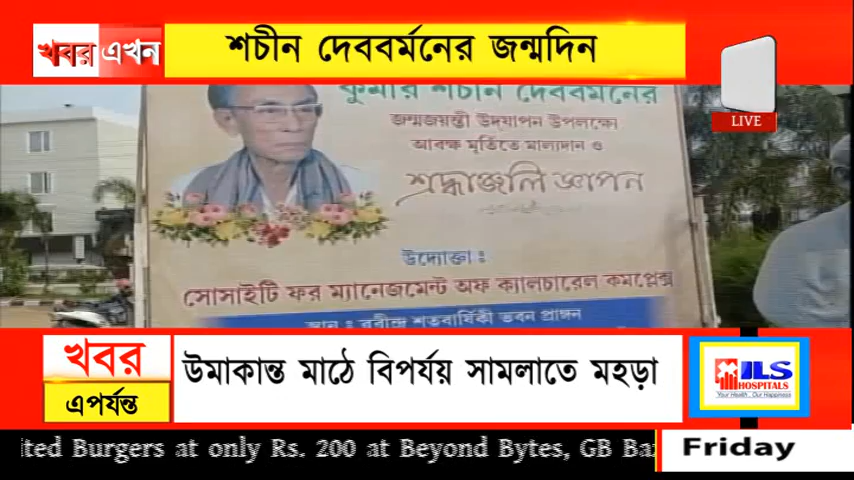 খবর এখন
শচীন দেববর্মনের জন্মদিন
LIVE
কুমার শচীন দেববর্মনের
জন্মজয়ন্তী উদযাপন উপলক্ষে
আবক্ষ মূর্তিতে মাল্যদান ও
শ্রদ্ধাঞ্জলি জ্ঞাপন
উদ্যোক্তা :
সোসাইটি ফর ম্যানেজমেন্ট অফ ক্যালচারেল কমপ্লেক্স
স্থান : রবীন্দ্র শতবার্ষিকী ভবন প্রাঙ্গন
খবর
এপর্যন্ত
উমাকান্ত মাঠে বিপর্যয় সামলাতে মহড়া
ILS
HOSPITALS
Your Health.. Our Happiness
ited Burgers at only Rs. 200 at Beyond Bytes, GB Baz
Friday